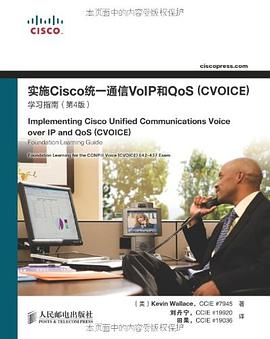 本页面中的内容受版权保护
CISCO
ciscopress.com
实施Cisco统一通信VoIP和QoS (CVOICE)
学习指南（第4版）
Implementing Cisco Unified Communications Voice
over IP and QoS (CVOICE)
Foundation Learning Guide
Foundation Learning for the CCNP® Voice (CVOICE) 642-437 Exam
人民邮电出版社
POSTS & TELECOM PRESS
〔美〕Kevin Wallace, CCIE #7945 著
刘丹宁, CCIE #19920
田果, CCIE #19036 译
本页面中的内容受版权保护